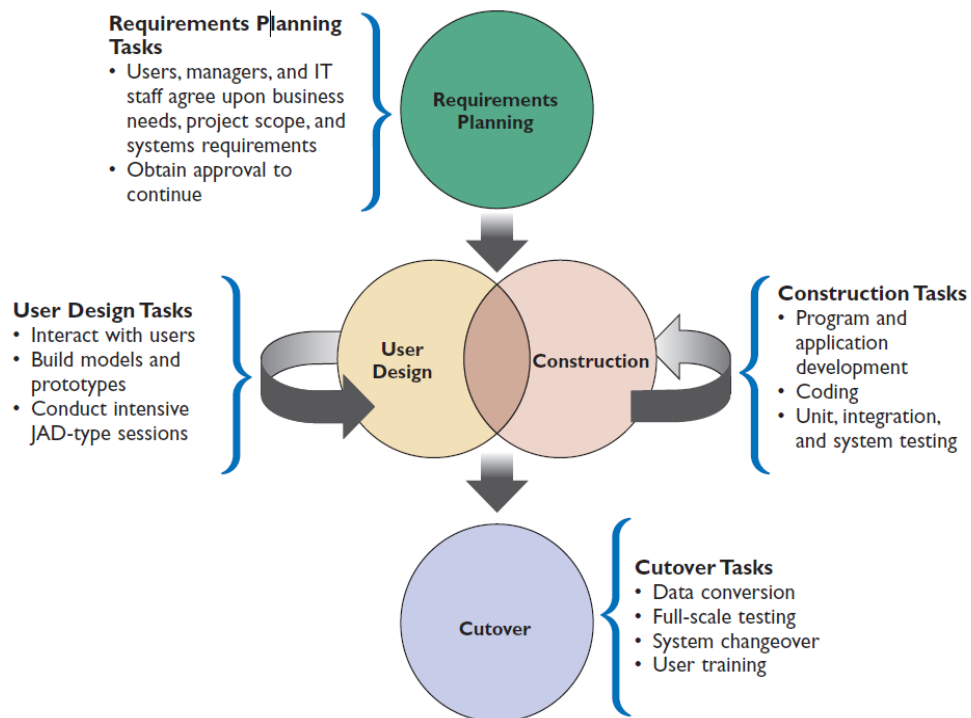 Requirements Planning
Tasks
• Users, managers, and IT
staff agree upon business
needs, project scope, and
systems requirements
• Obtain approval to
continue
Requirements
Planning
User Design Tasks
• Interact with users
• Build models and
prototypes
• Conduct intensive
JAD-type sessions
User
Design
Construction
Construction Tasks
• Program and
application
development
• Coding
• Unit, integration,
and system testing
Cutover
Cutover Tasks
• Data conversion
• Full-scale testing
• System changeover
• User training